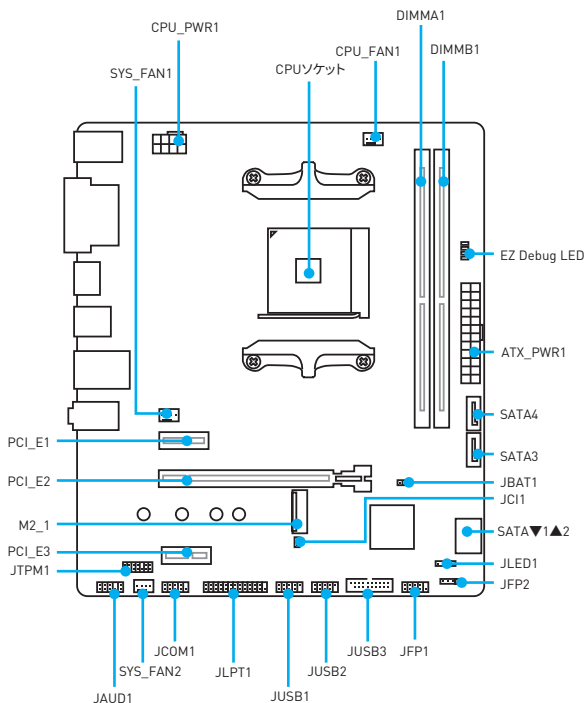 DIMMA1
CPU_PWR1
CPU_FAN1
DIMMB1
SYS_FAN1
CPUソケット
EZ Debug LED
ATX_PWR1
SATA4
PCI_E1
SATA3
PCI_E2
JBAT1
JCI1
M2_1
SATA▼1▲2
PCI_E3
JLED1
JTPM1
JFP2
JCOM1
JUSB3
SYS_FAN2
JLPT1
JUSB2
JFP1
JAUD1
JUSB1